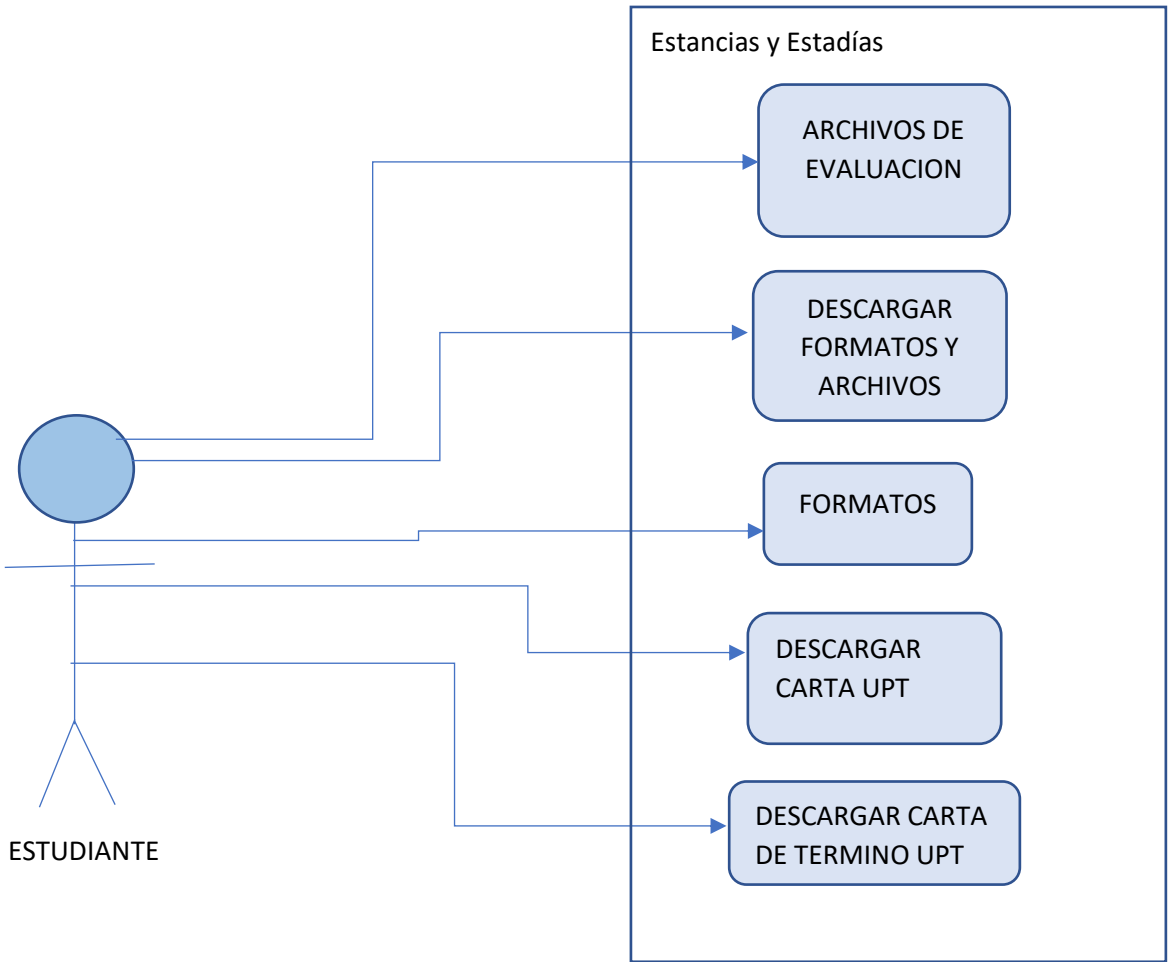 Estancias y Estadías
ARCHIVOS DE
EVALUACION
DESCARGAR
FORMATOS Y
ARCHIVOS
FORMATOS
DESCARGAR
CARTA UPT
DESCARGAR CARTA
DE TERMINO UPT
ESTUDIANTE